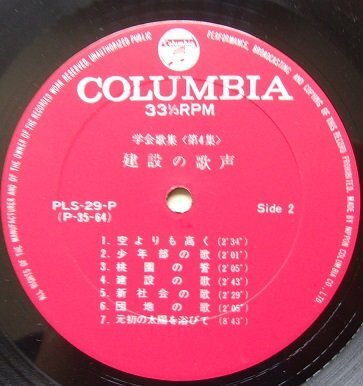 ALL RIGHTS OF THE MANUFACTURER AND OF THE OWNER OF THE RECORDED WORK RESERVED. UNAUTHORIZED PUBLIC PERFORMANCE, BROADCASTING AND COPYING OF THIS RECORD PROHIBITED. MADE BY NIPPON COLUMBIA CO., LTD.
COLUMBIA
33⅓RPM
学会歌集〈第4集〉
建設の歌声
PLS-29-P
(P-35-64)
Side 2
1. 空よりも高く (2'34")
2. 少年部の歌 (2'01")
3. 桃園の誓 (2'05")
4. 建設の歌 (2'43")
5. 新社会の歌 (2'29")
6. 団地の歌 (2'05")
7. 元初の太陽を浴びて (3'43")